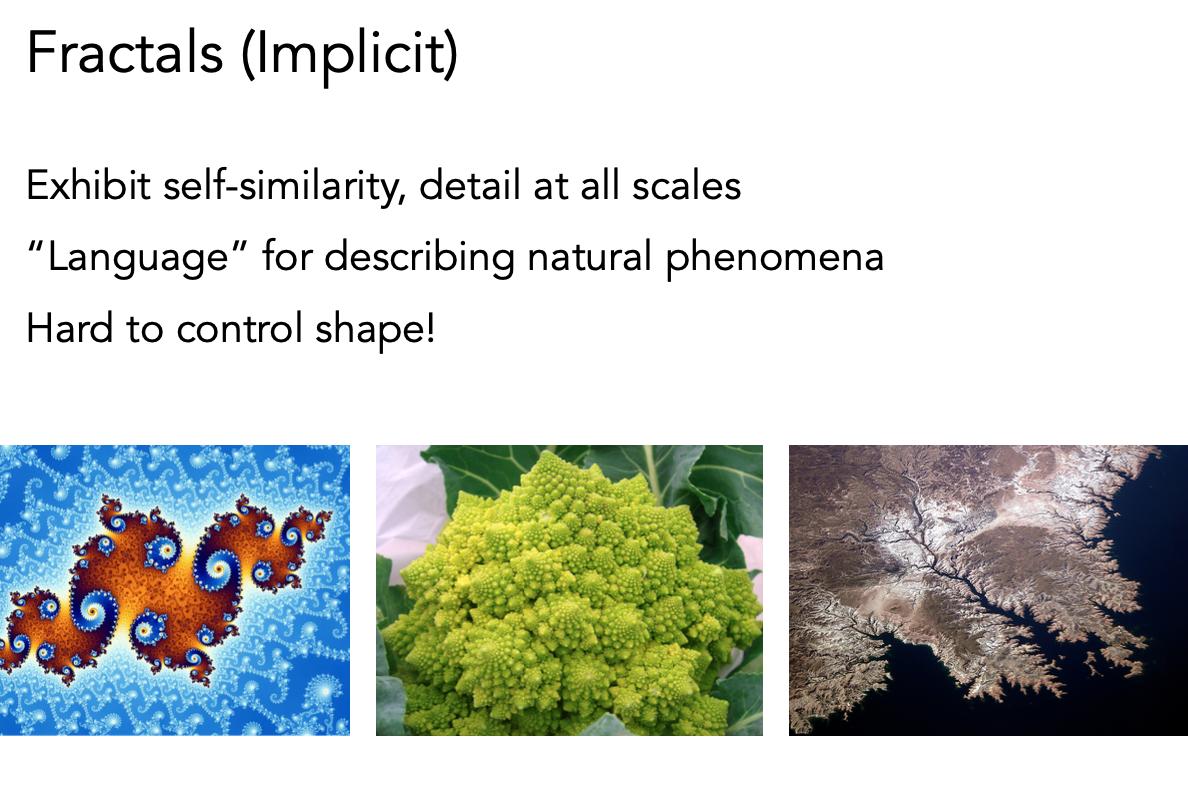 Fractals (Implicit)
Exhibit self-similarity, detail at all scales
“Language” for describing natural phenomena
Hard to control shape!